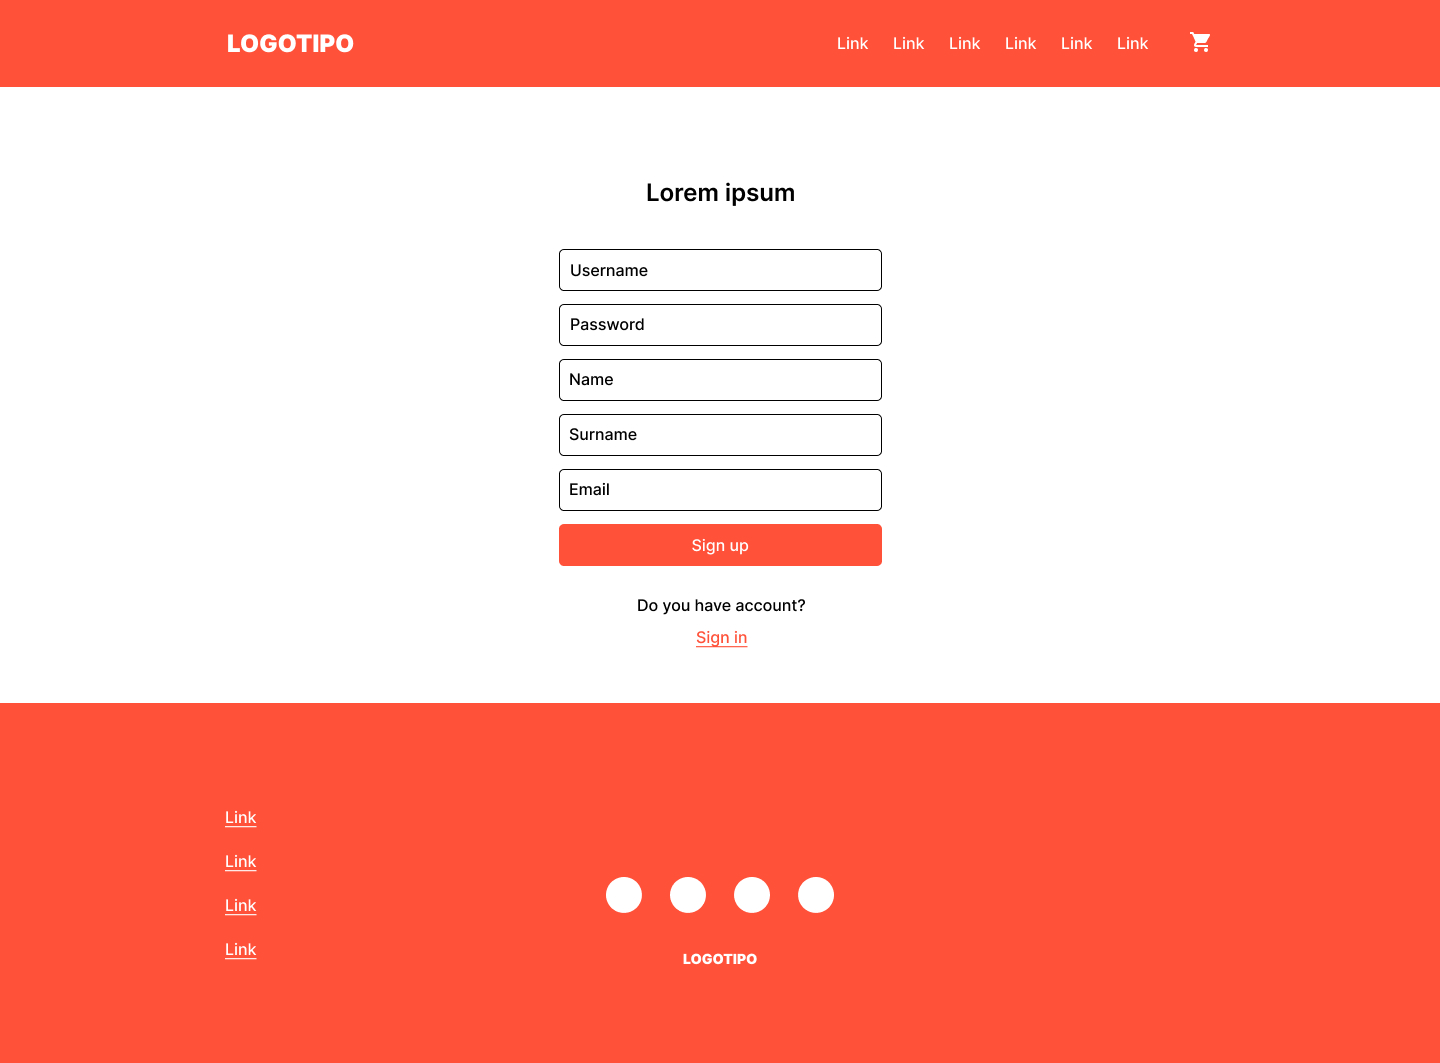 LOGOTIPO
Link Link Link Link Link Link
Lorem ipsum
Username
Password
Name
Surname
Email
Sign up
Do you have account?
Sign in
Link
Link
Link
Link
LOGOTIPO